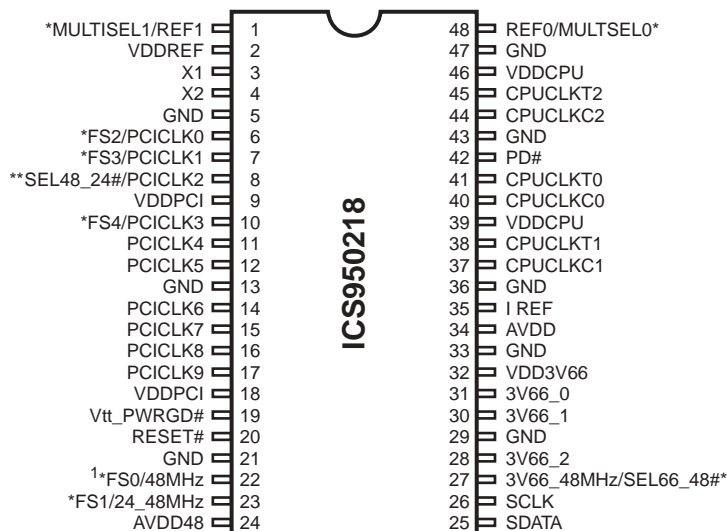 *MULTISEL1/REF1 1 48 REF0/MULTSEL0*
VDDREF 2 47 GND
X1 3 46 VDDCPU
X2 4 45 CPUCLKT2
GND 5 44 CPUCLKC2
*FS2/PCICLK0 6 43 GND
*FS3/PCICLK1 7 42 PD#
**SEL48_24#/PCICLK2 8 41 CPUCLKT0
VDDPCI 9 40 CPUCLKC0
*FS4/PCICLK3 10 39 VDDCPU
PCICLK4 11 38 CPUCLKT1
PCICLK5 12 37 CPUCLKC1
GND 13 36 GND
PCICLK6 14 35 I REF
PCICLK7 15 34 AVDD
PCICLK8 16 33 GND
PCICLK9 17 32 VDD3V66
VDDPCI 18 31 3V66_0
Vtt_PWRGD# 19 30 3V66_1
RESET# 20 29 GND
GND 21 28 3V66_2
1*FS0/48MHz 22 27 3V66_48MHz/SEL66_48#*
*FS1/24_48MHz 23 26 SCLK
AVDD48 24 25 SDATA
ICS950218